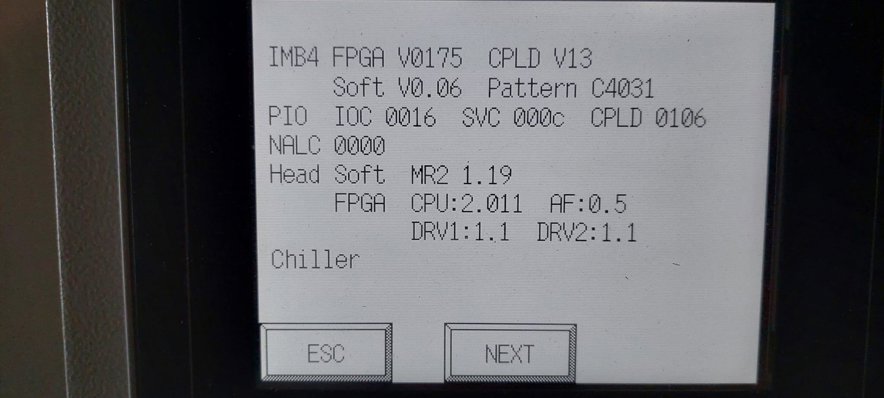 IMB4 FPGA V0175 CPLD V13
Soft V0.06 Pattern C4031
PIO IOC 0016 SVC 000c CPLD 0106
NALC 0000
Head Soft MR2 1.19
FPGA CPU:2.011 AF:0.5
DRV1:1.1 DRV2:1.1
Chiller
ESC NEXT